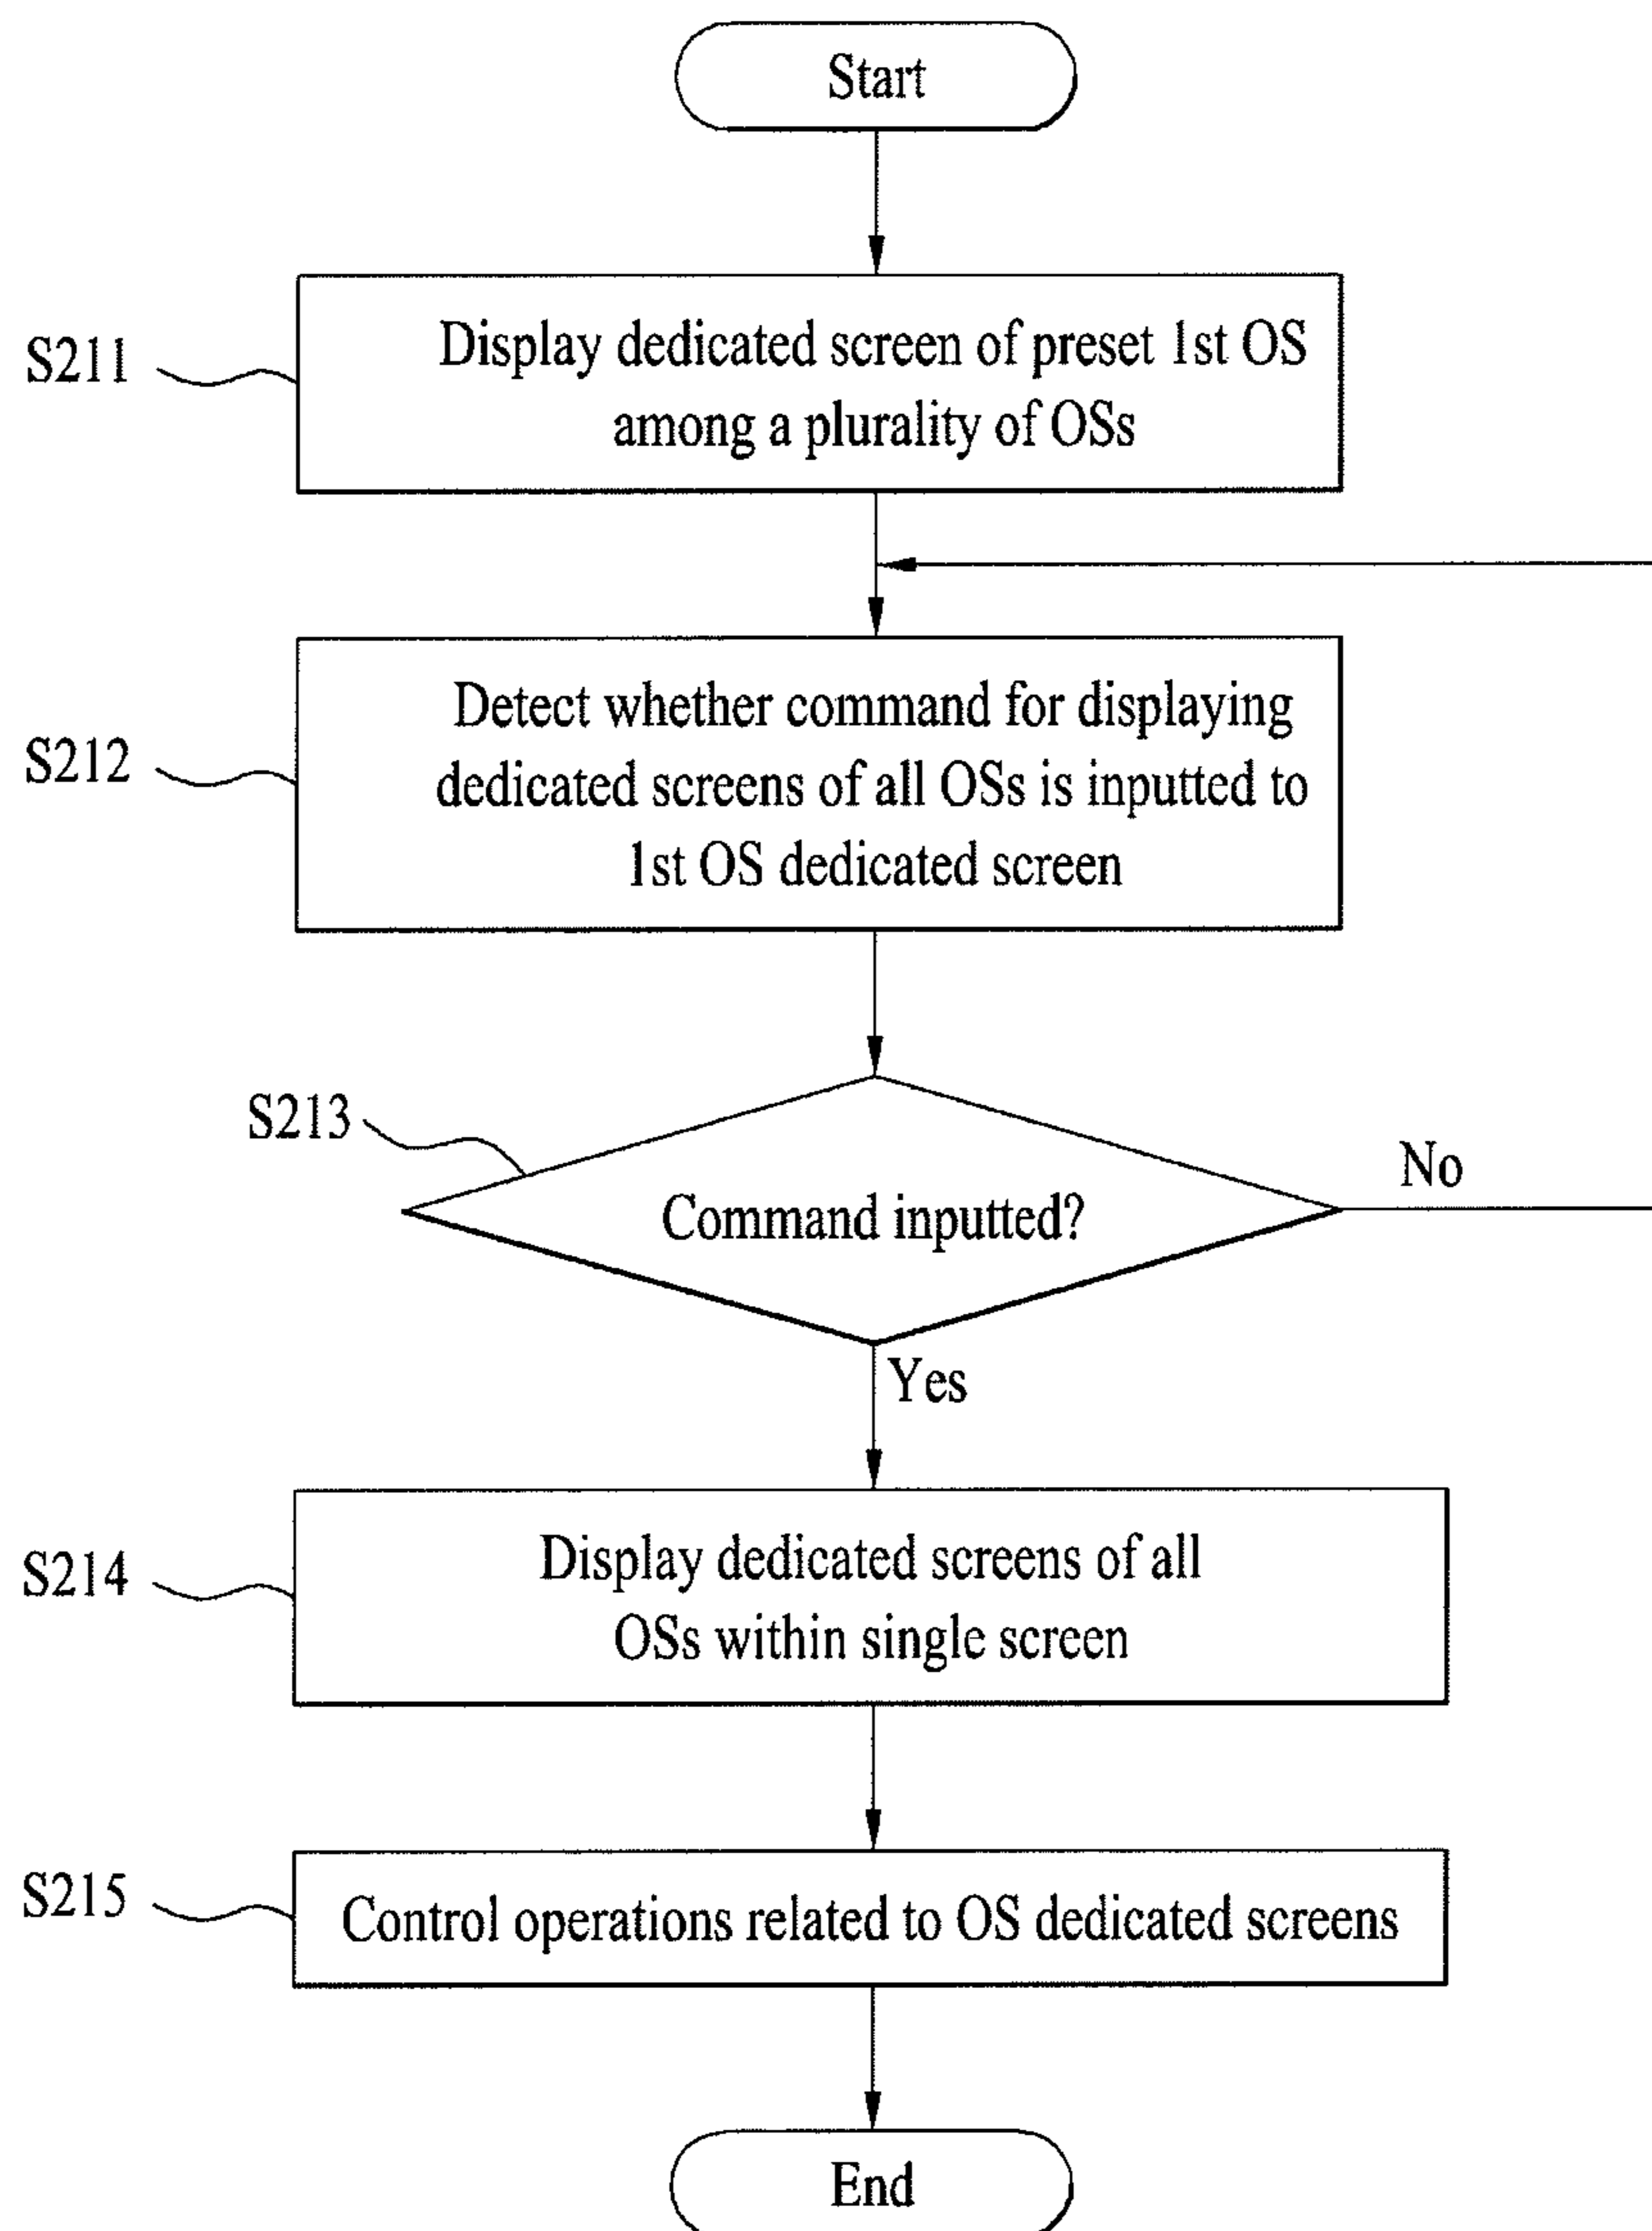 Start
S211
Display dedicated screen of preset 1st OS
among a plurality of OSs
S212
Detect whether command for displaying
dedicated screens of all OSs is inputted to
1st OS dedicated screen
S213
Command inputted?
No
Yes
S214
Display dedicated screens of all
OSs within single screen
S215
Control operations related to OS dedicated screens
End